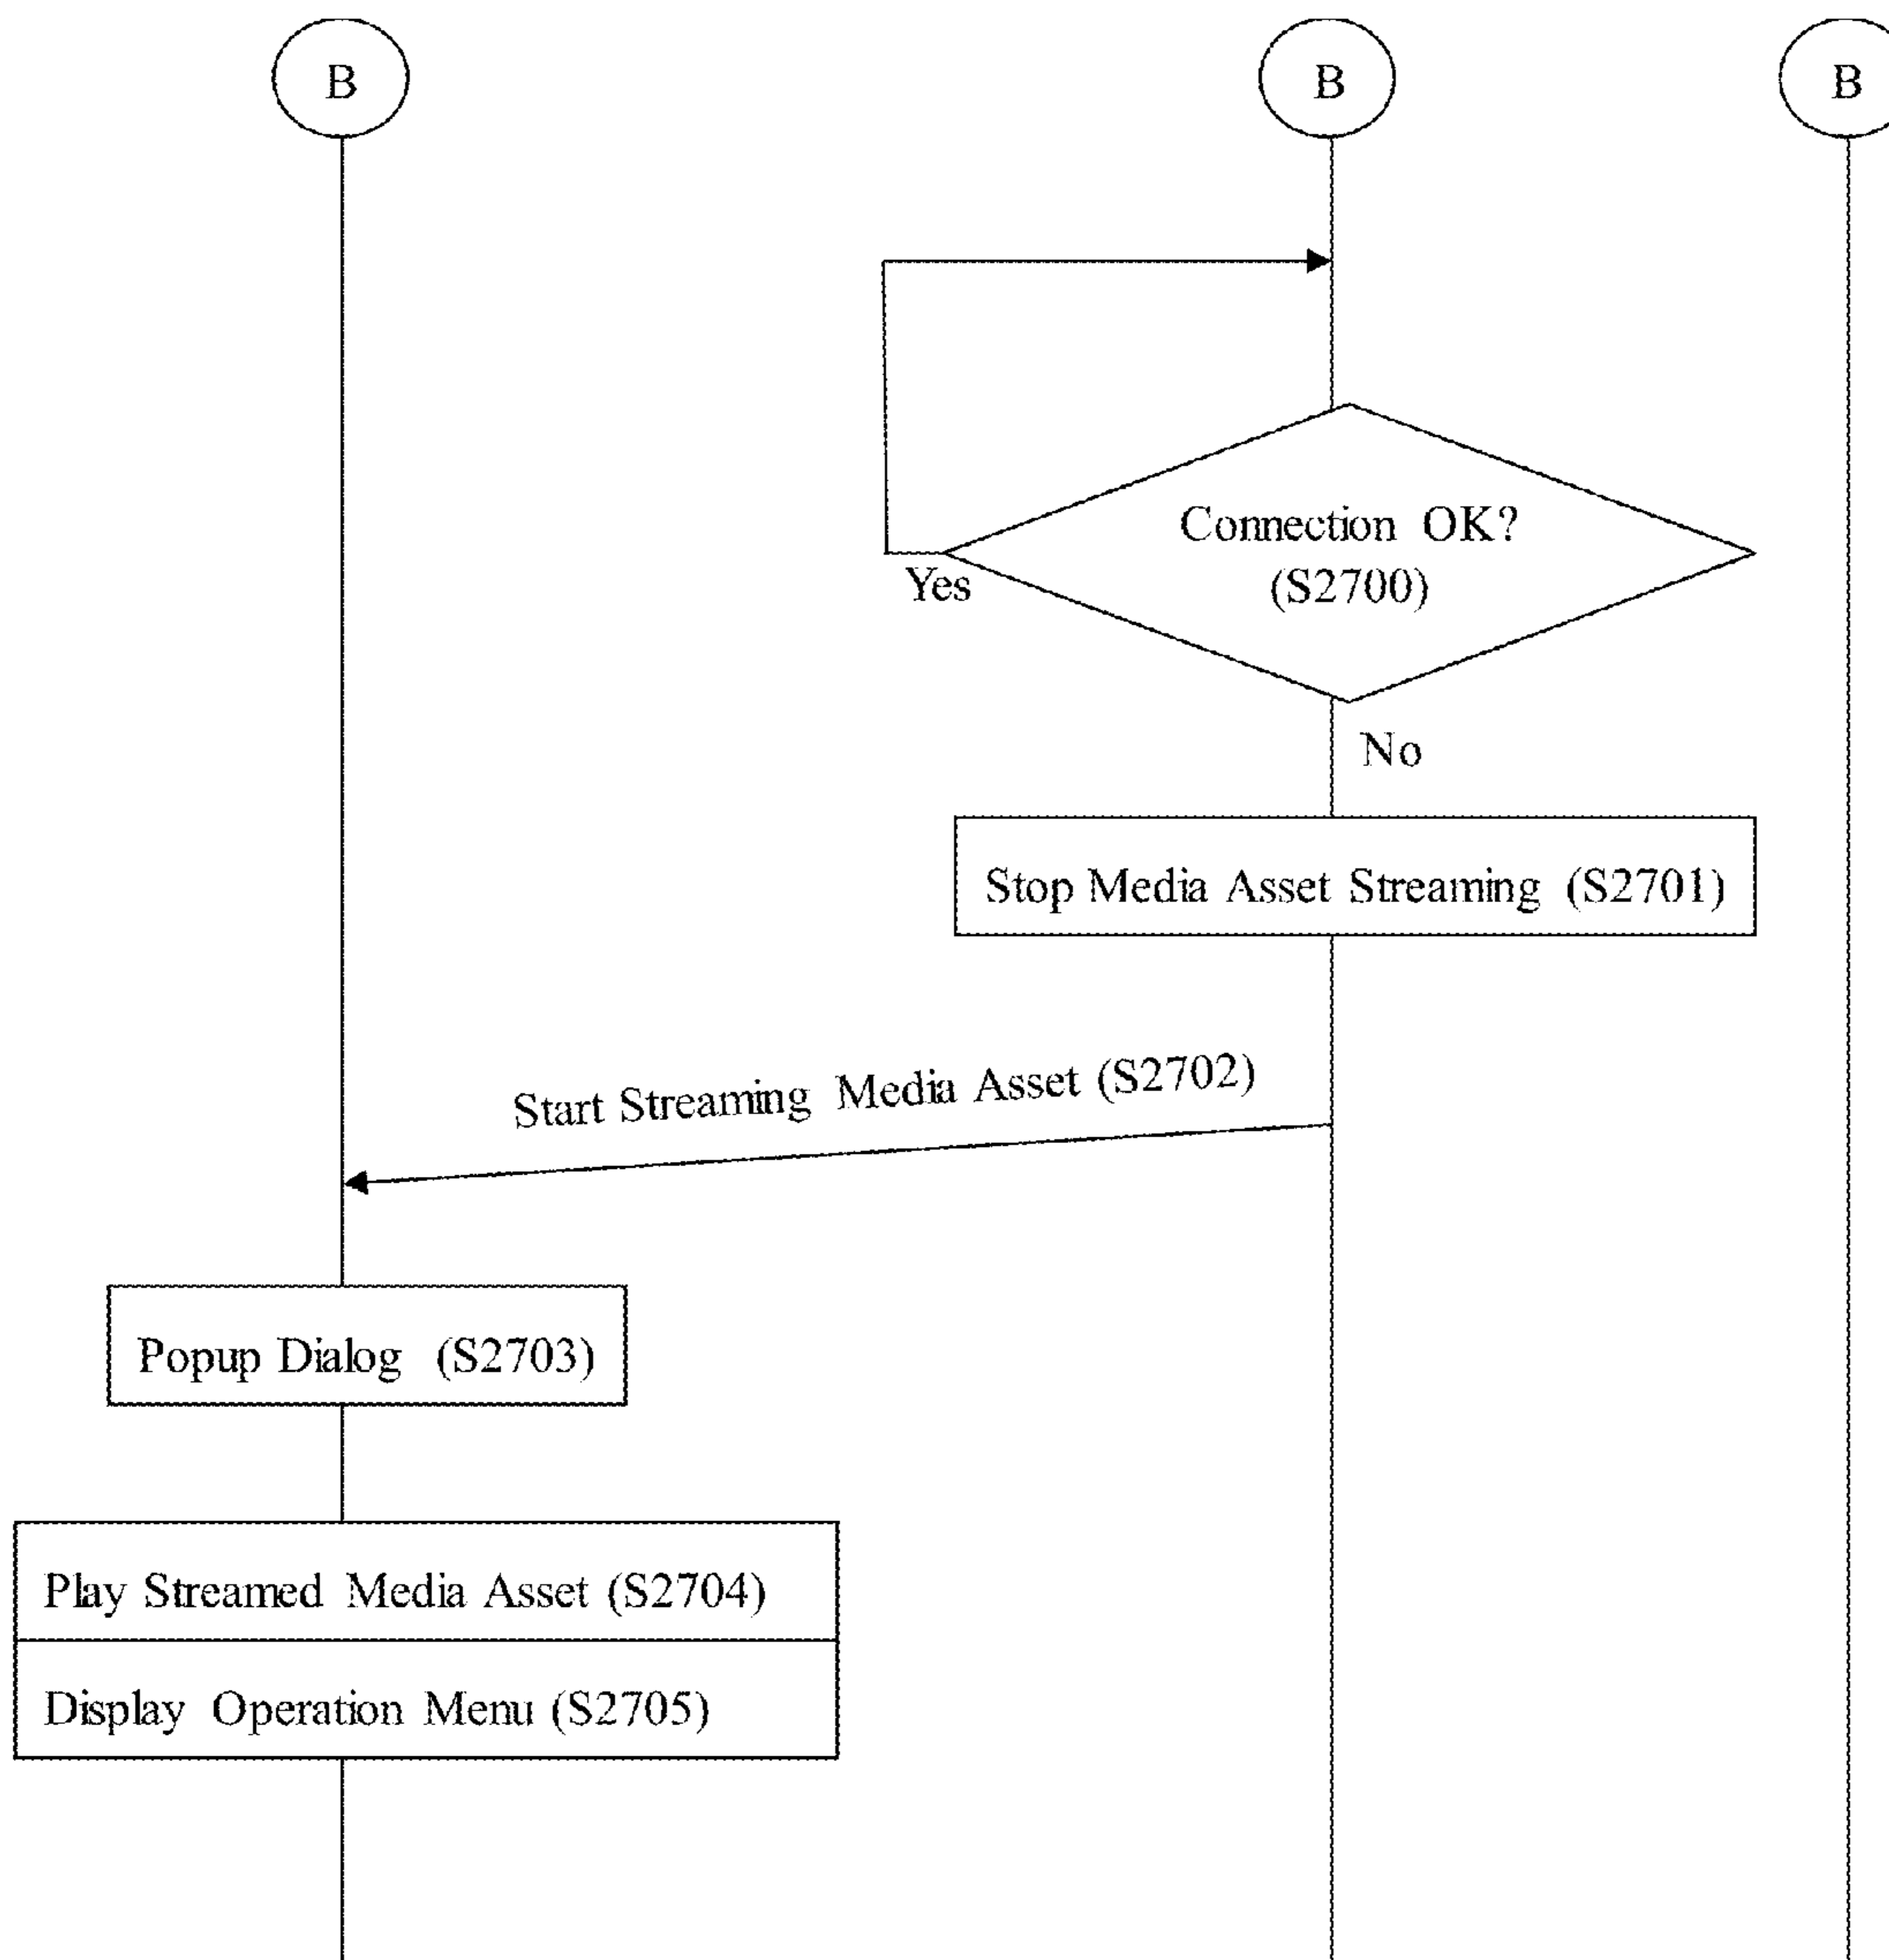 B
B
B
Connection OK?
(S2700)
Yes
No
Stop Media Asset Streaming (S2701)
Start Streaming Media Asset (S2702)
Popup Dialog (S2703)
Play Streamed Media Asset (S2704)
Display Operation Menu (S2705)